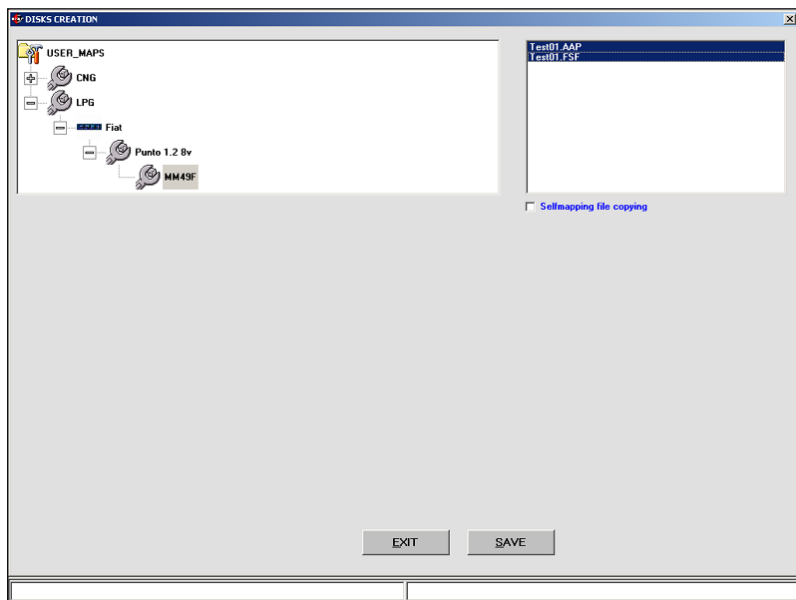 DISKS CREATION
USER_MAPS
CNG
LPG
Fiat
Punto 1.2 8v
MM49F
Test01.AAP
Test01.FSF
Selfmapping file copying
EXIT
SAVE